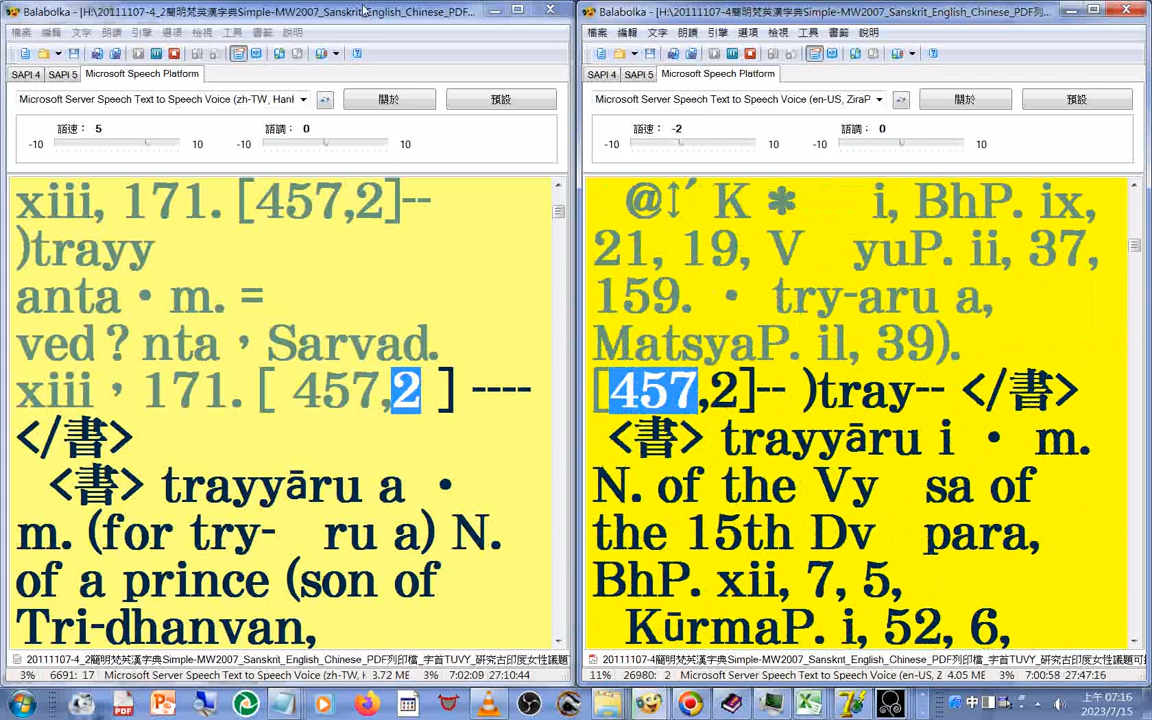 Balabolka - [H:\20111107-4_2簡明梵英漢字典Simple-MW2007_Sanskrit_English_Chinese_PDF...
檔案 編輯 文字 朗讀 引擎 選項 檢視 工具 書籤 說明
SAPI 4 SAPI 5 Microsoft Speech Platform
Microsoft Server Speech Text to Speech Voice (zh-TW, Hanl
關於
預設
語速： 5
語調： 0
-10 10 -10 10
xiii, 171. [457,2]--
)trayy
anta‧m. =
ved？nta，Sarvad.
xiii，171. [ 457,2 ] ----
</書>
<書> trayyāru a ‧
m. (for try- ru a) N.
of a prince (son of
Tri-dhanvan,
20111107-4_2簡明梵英漢字典Simple-MW2007_Sanskrit_English_Chinese_PDF列印檔_字首TUVY_研究古印度女性議題
3% 6691: 17 Microsoft Server Speech Text to Speech Voice (zh-TW, H 3.72 MB 3% 7:02:09 27:10:44
Balabolka - [H:\20111107-4簡明梵英漢字典Simple-MW2007_Sanskrit_English_Chinese_PDF列...
檔案 編輯 文字 朗讀 引擎 選項 檢視 工具 書籤 說明
SAPI 4 SAPI 5 Microsoft Speech Platform
Microsoft Server Speech Text to Speech Voice (en-US, ZiraP
關於
預設
語速： -2
語調： 0
-10 10 -10 10
@↕´ K ✻ i, BhP. ix,
21, 19, V yuP. ii, 37,
159. ‧ try-aru a,
MatsyaP. il, 39).
[457,2]-- )tray-- </書>
<書> trayyāru i ‧ m.
N. of the Vy sa of
the 15th Dv para,
BhP. xii, 7, 5,
KūrmaP. i, 52, 6,
20111107-4簡明梵英漢字典Simple-MW2007_Sanskrit_English_Chinese_PDF列印檔_字首TUVY_研究古印度女性議題可
11% 26980: 2 Microsoft Server Speech Text to Speech Voice (en-US, Z 4.05 MB 3% 7:00:58 27:47:16
中
上午 07:16
2023/7/15